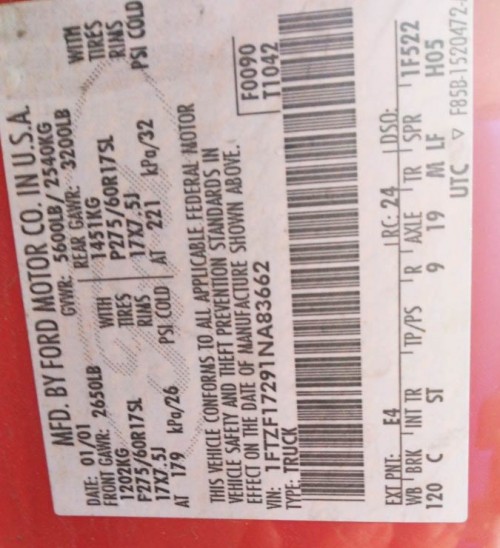 MFD. BY FORD MOTOR CO. IN U.S.A.
DATE: 01/01 GVWR: 5600LB/ 2540KG
FRONT GAWR: 2650LB REAR GAWR: 3200LB
1202KG WITH 1451KG WITH
P275/60R17SL TIRES P275/60R17SL TIRES
17X7.5J RIMS 17X7.5J RIMS
AT 179 kPa/26 PSI COLD AT 221 kPa/32 PSI COLD
THIS VEHICLE CONFORMS TO ALL APPLICABLE FEDERAL MOTOR
VEHICLE SAFETY AND THEFT PREVENTION STANDARDS IN
EFFECT ON THE DATE OF MANUFACTURE SHOWN ABOVE.
VIN: 1FTZF17291NA83662 F0090
TYPE: TRUCK T1042
EXT PNT: E4 RC: 24 DSO:
WB BRK INT TR TP/PS R AXLE TR SPR 1F522
120 C ST 9 19 M LF H05
UTC ▽ F85B-1520472-